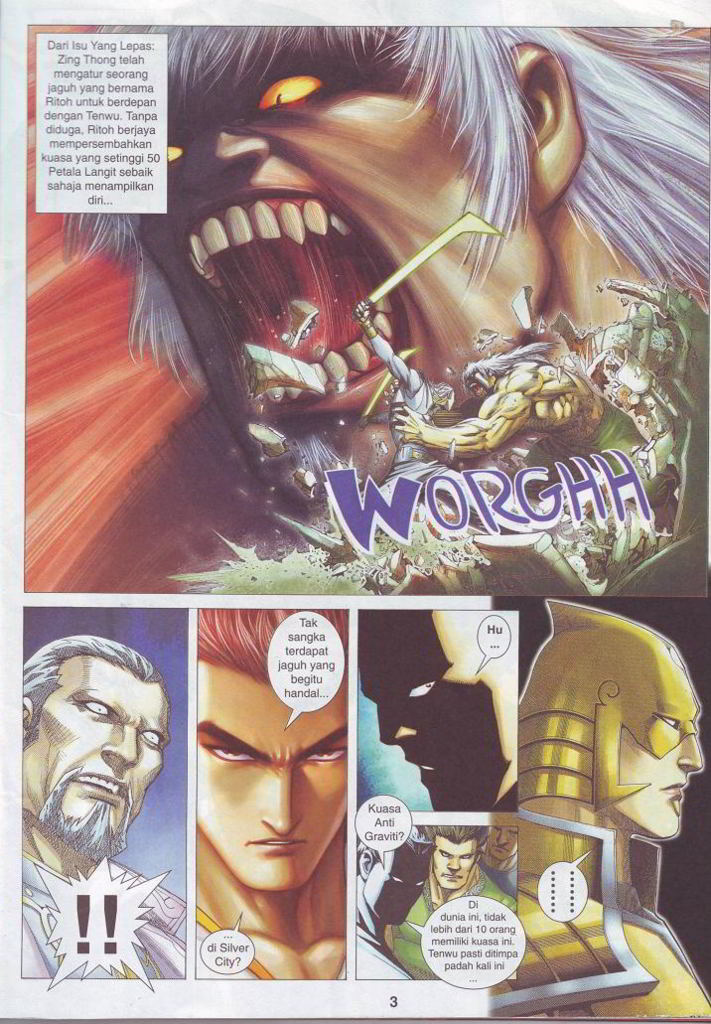 Dari Isu Yang Lepas:
Zing Thong telah
mengatur seorang
jaguh yang bernama
Ritoh untuk berdepan
dengan Tenwu. Tanpa
diduga, Ritoh berjaya
mempersembahkan
kuasa yang setinggi 50
Petala Langit sebaik
sahaja menampilkan
diri...
WORGHH
!!
Tak
sangka
terdapat
jaguh yang
begitu
handal...
...
di Silver
City?
Hu
...
Kuasa
Anti
Graviti?
Di
dunia ini, tidak
lebih dari 10 orang
memiliki kuasa ini.
Tenwu pasti ditimpa
padah kali ini
...
3